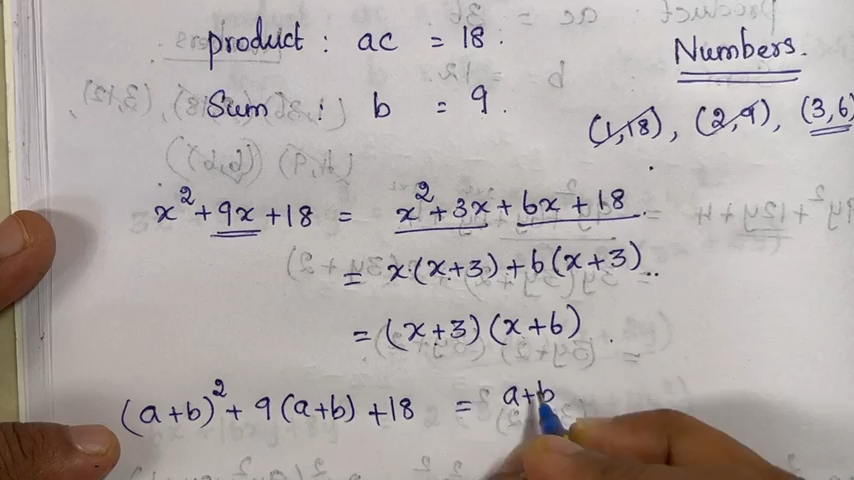 product : ac = 18.
Numbers.
Sum : b = 9.
(1,18), (2,9), (3,6)
x² + 9x + 18 = x² + 3x + 6x + 18
= x(x+3) + 6(x+3)..
= (x+3) (x+6).
(a+b)² + 9(a+b) + 18 = a+b